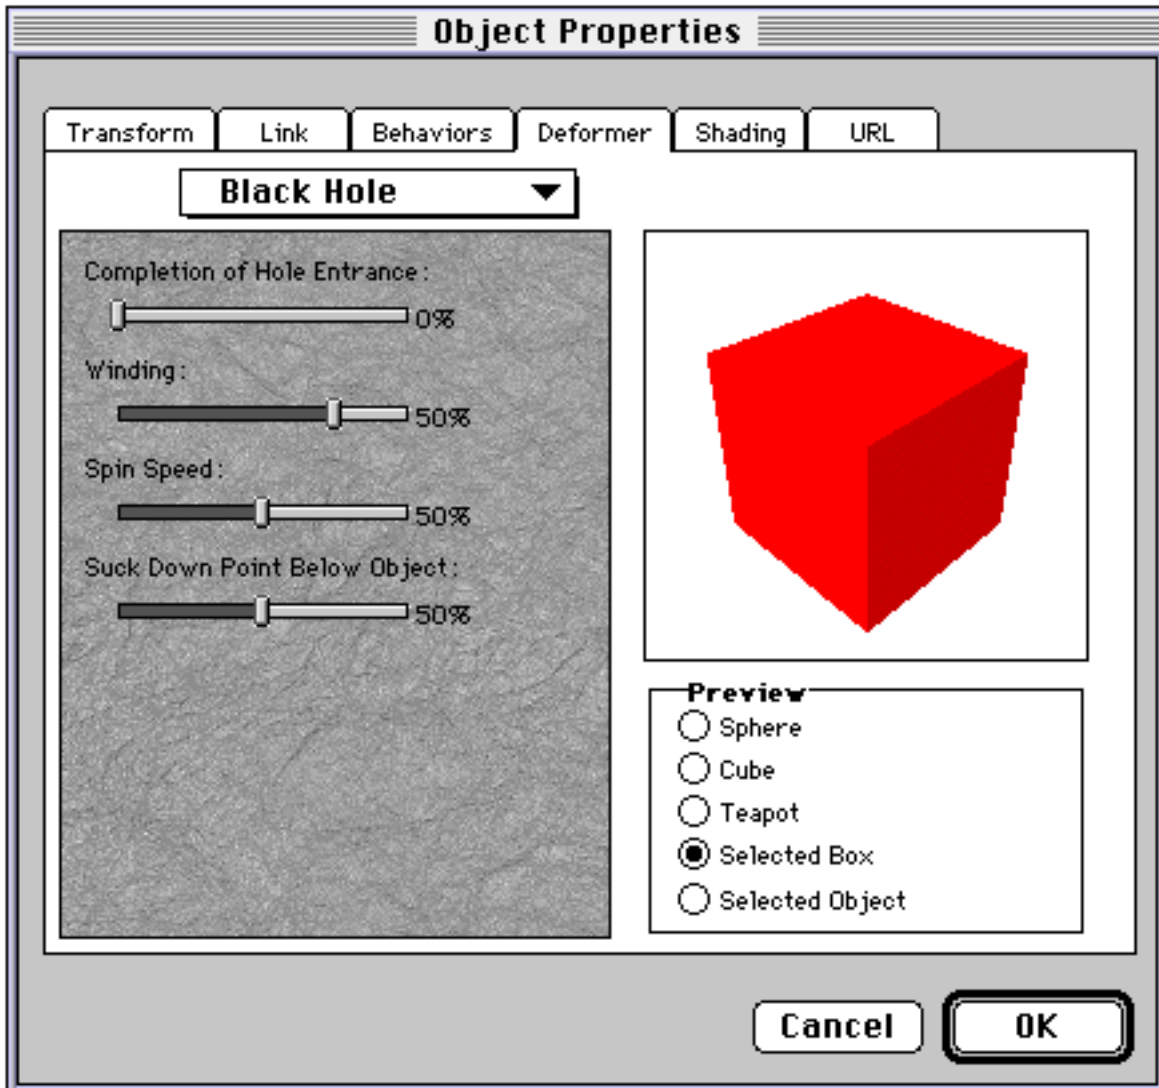 Object Properties
Transform Link Behaviors Deformer Shading URL
Black Hole
Completion of Hole Entrance:
0%
Winding:
50%
Spin Speed:
50%
Suck Down Point Below Object:
50%
Preview
Sphere
Cube
Teapot
Selected Box
Selected Object
Cancel OK